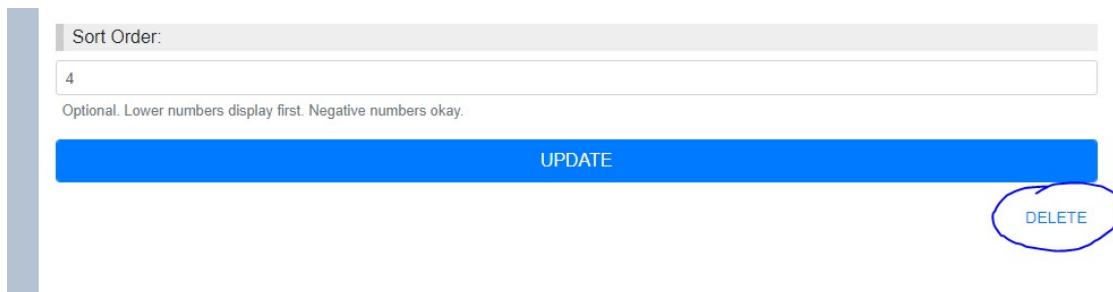 Sort Order:
4
Optional. Lower numbers display first. Negative numbers okay.
UPDATE
DELETE